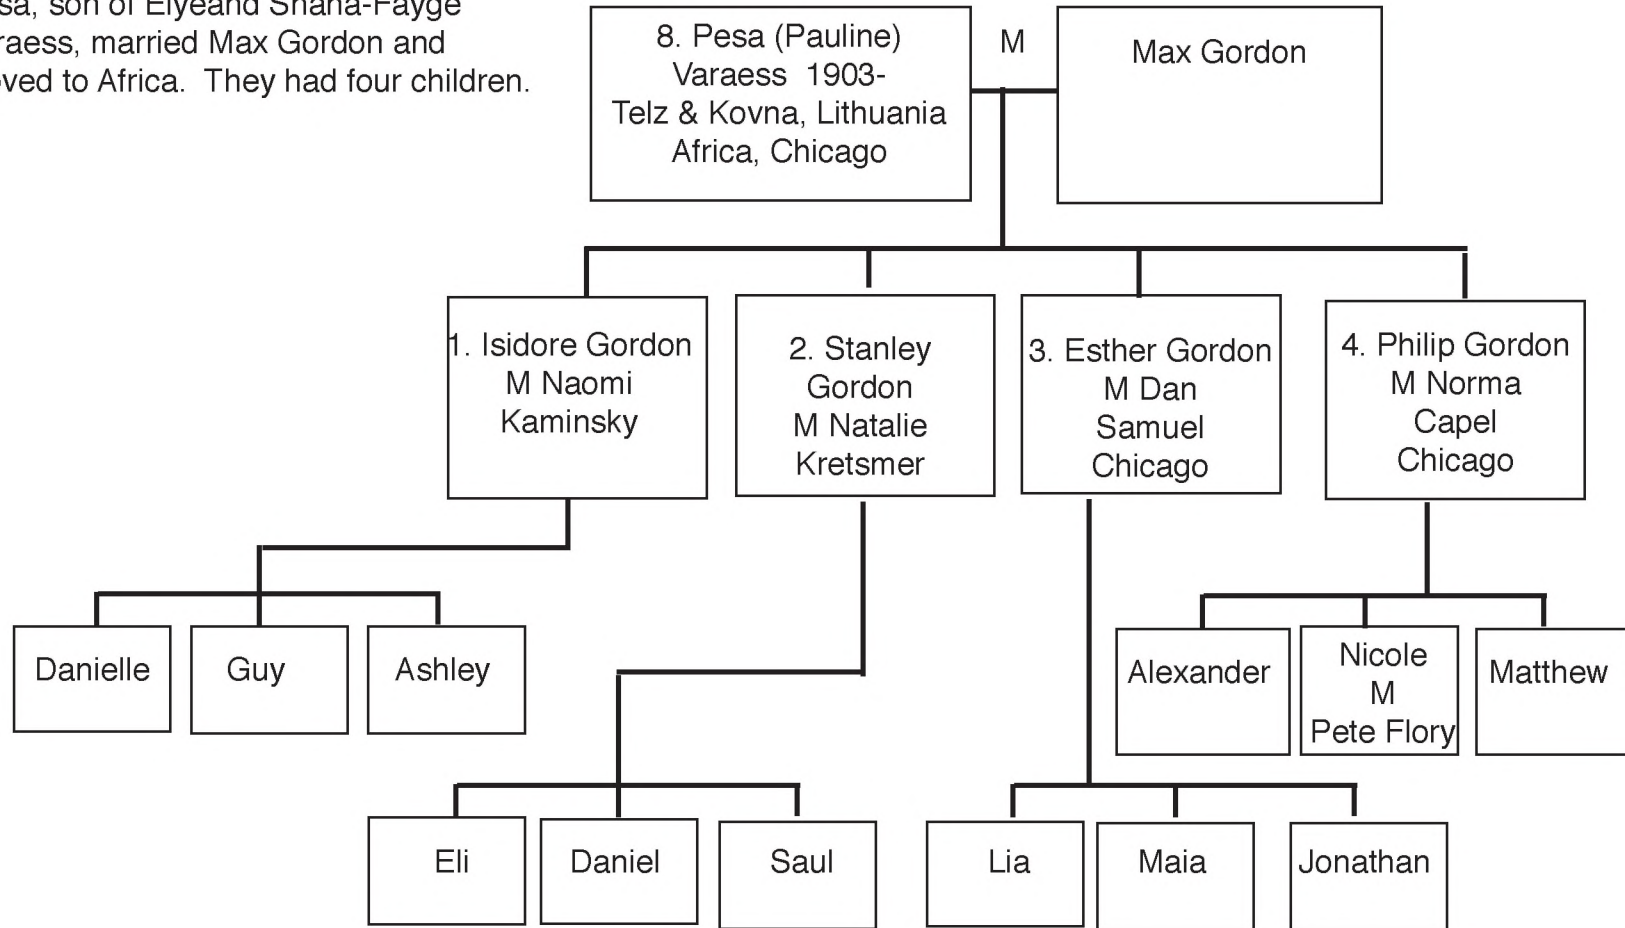 son of Elyeand Shana-Fayge
married Max Gordon and
to Africa. They had four children.
8. Pesa (Pauline)
Varaess 1903-
Telz & Kovna, Lithuania
Africa, Chicago
M
Max Gordon
1. Isidore Gordon
M Naomi
Kaminsky
2. Stanley
Gordon
M Natalie
Kretsmer
3. Esther Gordon
M Dan
Samuel
Chicago
4. Philip Gordon
M Norma
Capel
Chicago
Danielle
Guy
Ashley
Alexander
Nicole
M
Pete Flory
Matthew
Eli
Daniel
Saul
Lia
Maia
Jonathan